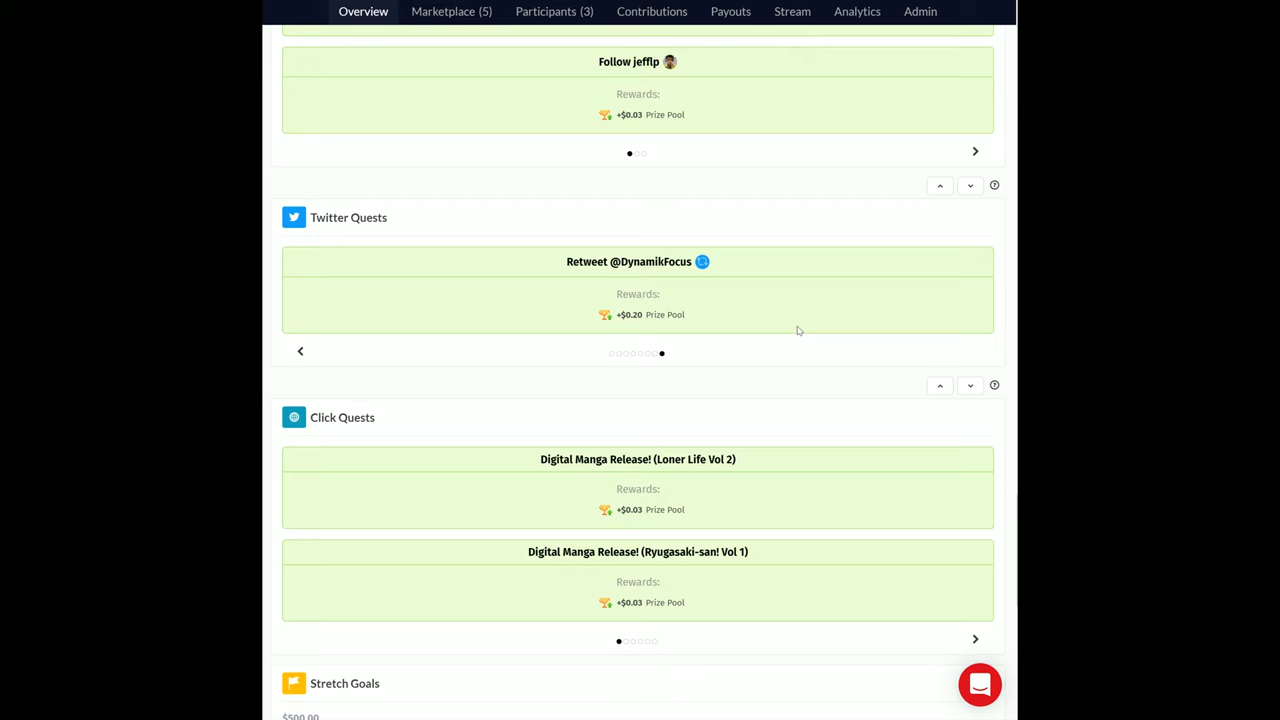 Overview Marketplace (5) Participants (3) Contributions Payouts Stream Analytics Admin
Follow jefflp
Rewards:
+$0.03 Prize Pool
Twitter Quests
Retweet @DynamikFocus
Rewards:
+$0.20 Prize Pool
Click Quests
Digital Manga Release! (Loner Life Vol 2)
Rewards:
+$0.03 Prize Pool
Digital Manga Release! (Ryugasaki-san! Vol 1)
Rewards:
+$0.03 Prize Pool
Stretch Goals
$500.00